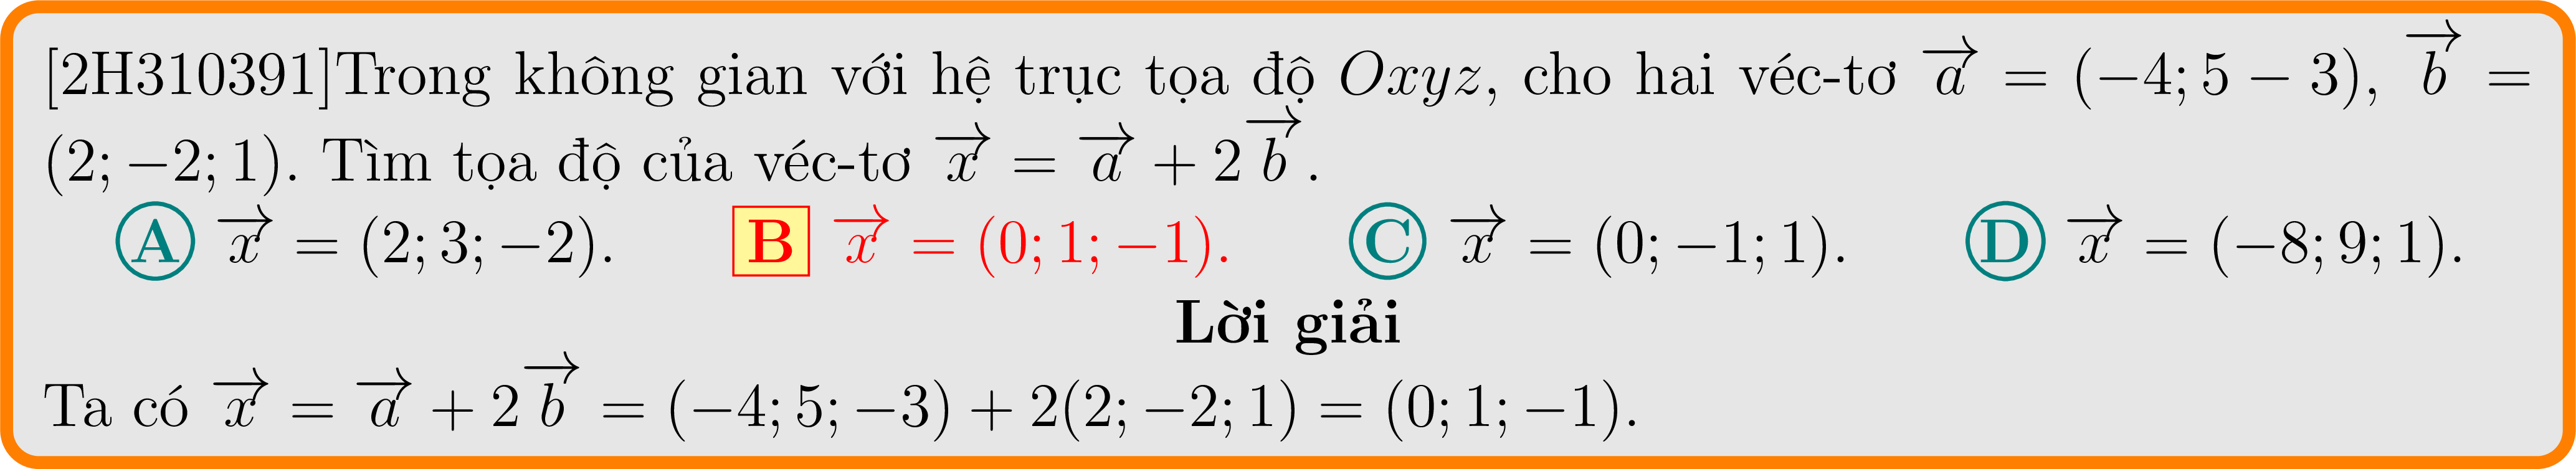 [2H310391]Trong không gian với hệ trục tọa độ Oxyz, cho hai véc-tơ $\overrightarrow{a}$ = (−4; 5 − 3), $\overrightarrow{b}$ =
(2; −2; 1). Tìm tọa độ của véc-tơ $\overrightarrow{x}$ = $\overrightarrow{a}$ + 2$\overrightarrow{b}$.
A $\overrightarrow{x}$ = (2; 3; −2). B $\overrightarrow{x}$ = (0; 1; −1). C $\overrightarrow{x}$ = (0; −1; 1). D $\overrightarrow{x}$ = (−8; 9; 1).
Lời giải
Ta có $\overrightarrow{x}$ = $\overrightarrow{a}$ + 2$\overrightarrow{b}$ = (−4; 5; −3) + 2(2; −2; 1) = (0; 1; −1).